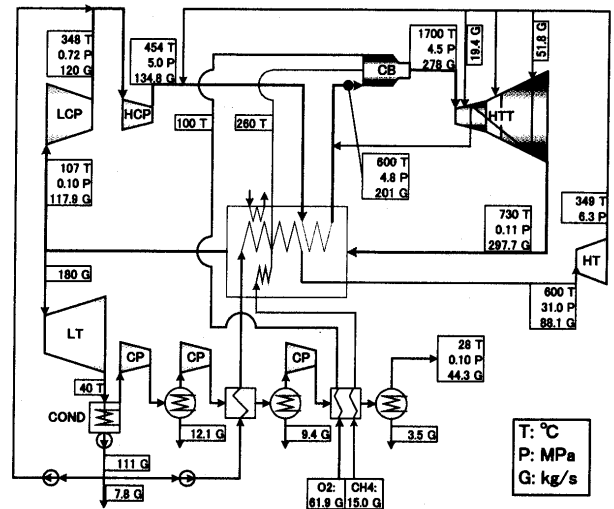 348 T
0.72 P
120 G
454 T
5.0 P
134.8 G
1700 T
4.5 P
278 G
19.4 G
51.8 G
CB
LCP
HCP
HTT
100 T
260 T
107 T
0.10 P
117.9 G
600 T
4.8 P
201 G
349 T
6.3 P
730 T
0.11 P
297.7 G
HT
180 G
600 T
31.0 P
88.1 G
LT
CP
CP
CP
28 T
0.10 P
44.3 G
40 T
COND
12.1 G
9.4 G
3.5 G
111 G
7.8 G
O2:
61.9 G
CH4:
15.0 G
T: ℃
P: MPa
G: kg/s